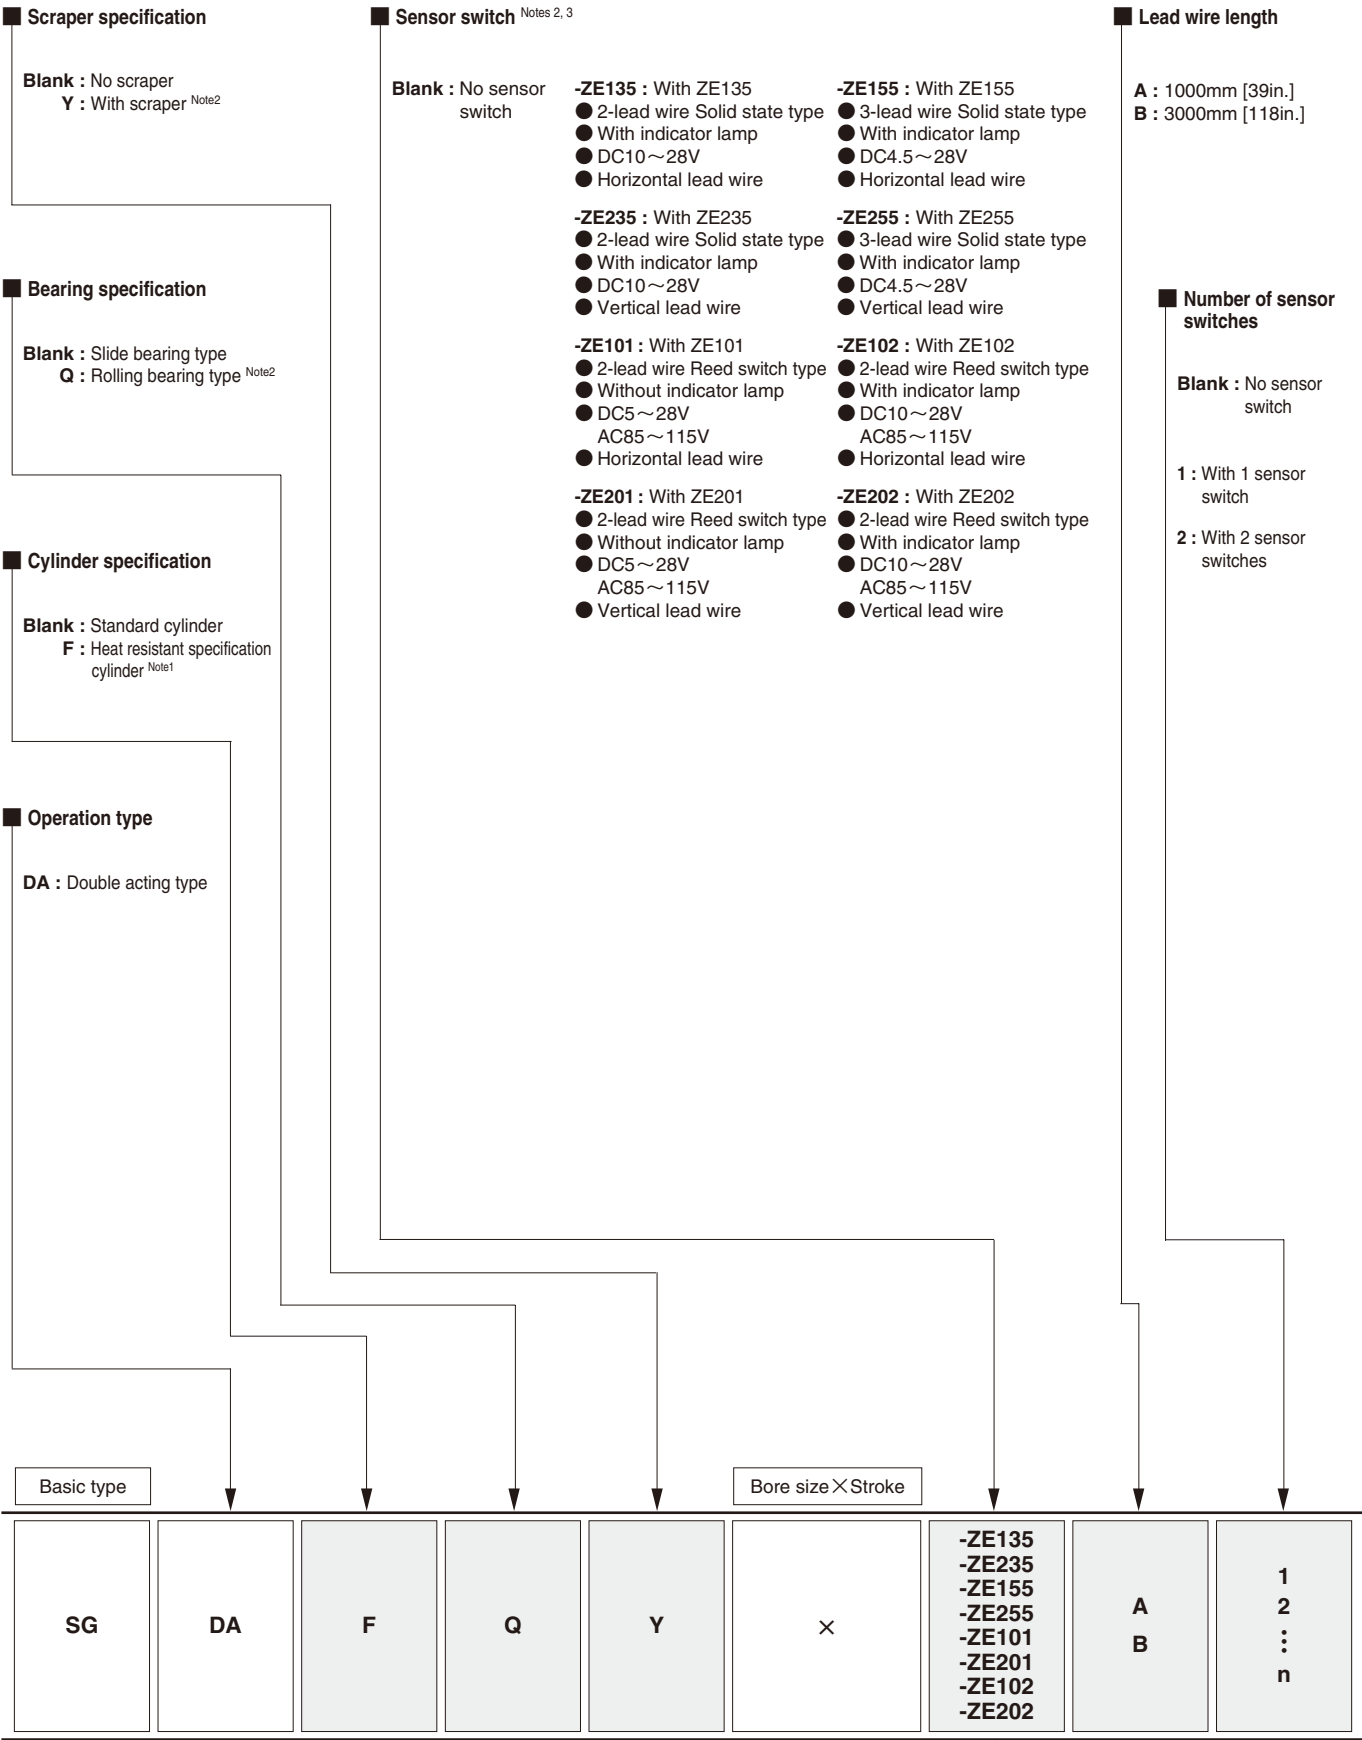 ■ Scraper specification
Blank : No scraper
Y : With scraper Note2
■ Bearing specification
Blank : Slide bearing type
Q : Rolling bearing type Note2
■ Cylinder specification
Blank : Standard cylinder
F : Heat resistant specification
cylinder Note1
■ Operation type
DA : Double acting type
■ Sensor switch Notes 2, 3
Blank : No sensor
switch
-ZE135 : With ZE135
● 2-lead wire Solid state type
● With indicator lamp
● DC10～28V
● Horizontal lead wire
-ZE235 : With ZE235
● 2-lead wire Solid state type
● With indicator lamp
● DC10～28V
● Vertical lead wire
-ZE101 : With ZE101
● 2-lead wire Reed switch type
● Without indicator lamp
● DC5～28V
AC85～115V
● Horizontal lead wire
-ZE201 : With ZE201
● 2-lead wire Reed switch type
● Without indicator lamp
● DC5～28V
AC85～115V
● Vertical lead wire
-ZE155 : With ZE155
● 3-lead wire Solid state type
● With indicator lamp
● DC4.5～28V
● Horizontal lead wire
-ZE255 : With ZE255
● 3-lead wire Solid state type
● With indicator lamp
● DC4.5～28V
● Vertical lead wire
-ZE102 : With ZE102
● 2-lead wire Reed switch type
● With indicator lamp
● DC10～28V
AC85～115V
● Horizontal lead wire
-ZE202 : With ZE202
● 2-lead wire Reed switch type
● With indicator lamp
● DC10～28V
AC85～115V
● Vertical lead wire
■ Lead wire length
A : 1000mm [39in.]
B : 3000mm [118in.]
■ Number of sensor
switches
Blank : No sensor
switch
1 : With 1 sensor
switch
2 : With 2 sensor
switches
Basic type
Bore size×Stroke
SG
DA
F
Q
Y
×
-ZE135
-ZE235
-ZE155
-ZE255
-ZE101
-ZE201
-ZE102
-ZE202
A
B
1
2
⋮
n